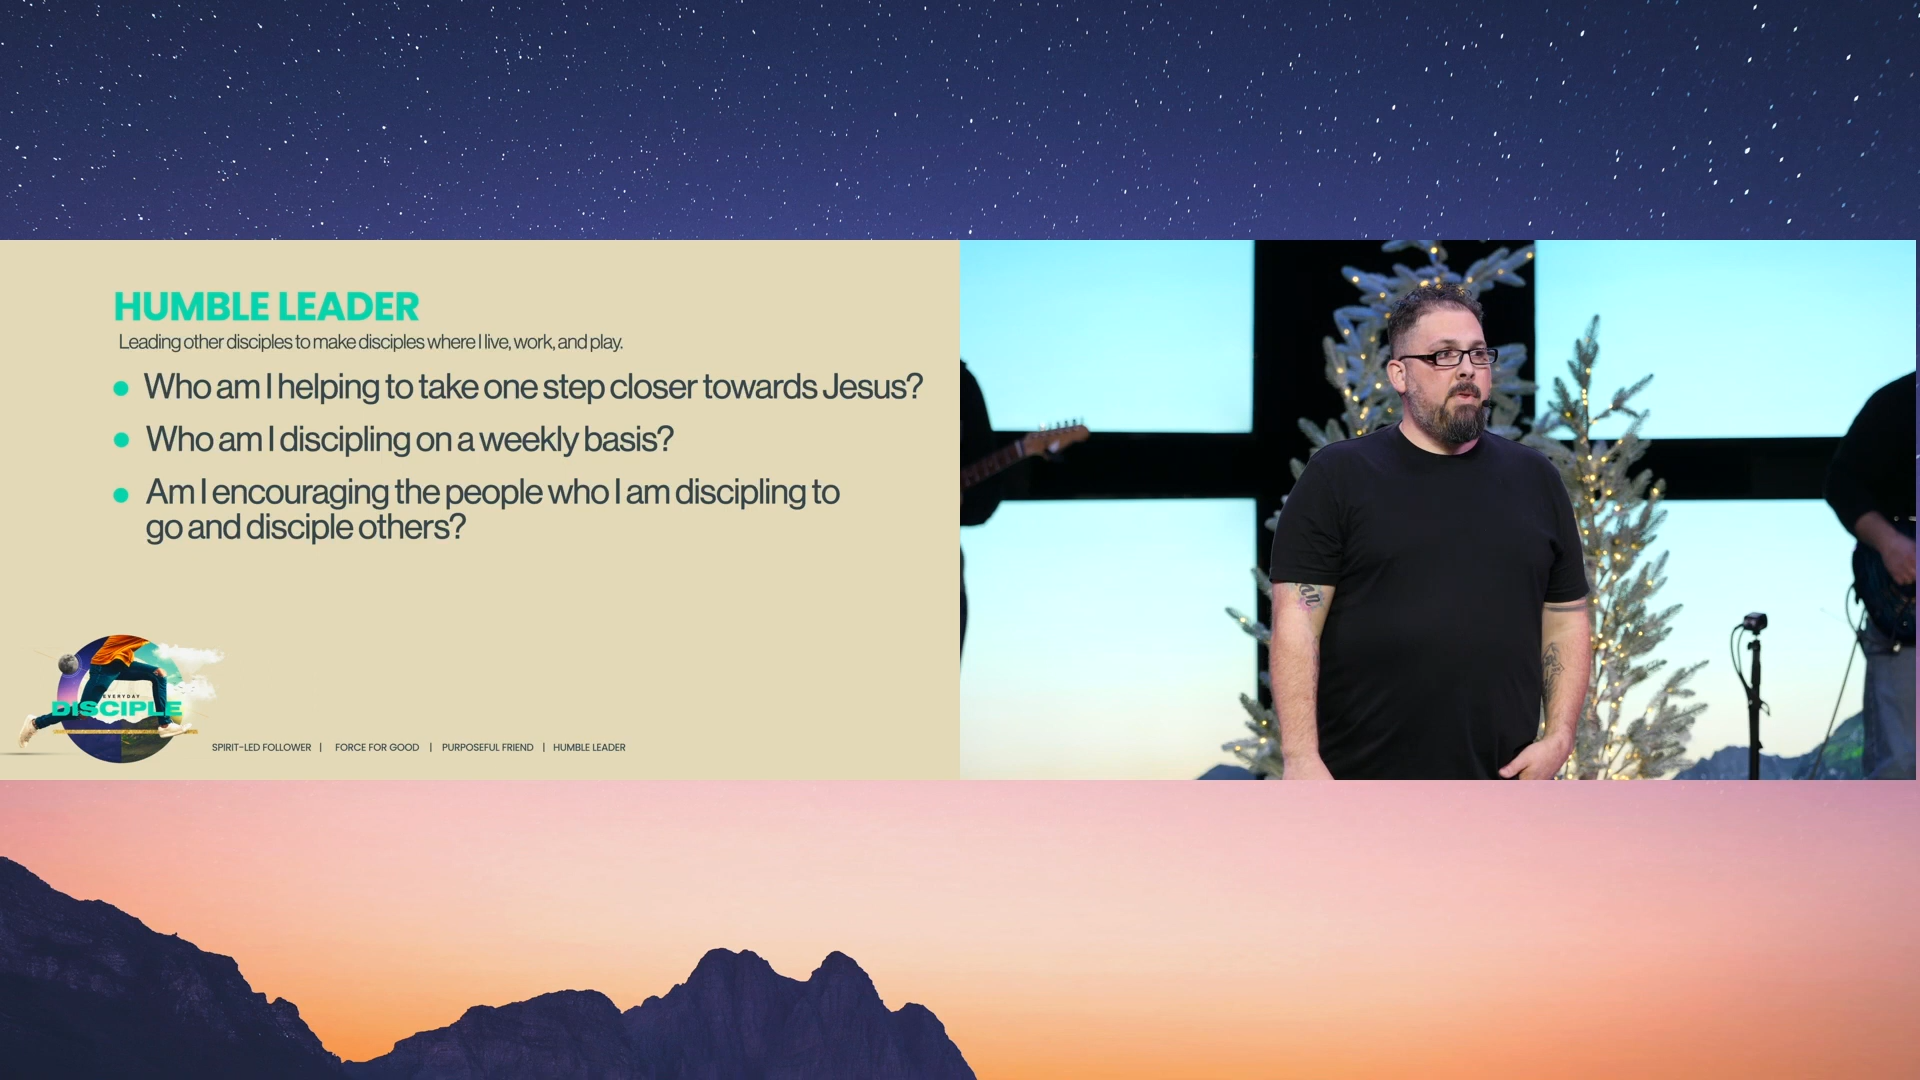 HUMBLE LEADER
Leading other disciples to make disciples where I live, work, and play.
Who am I helping to take one step closer towards Jesus?
Who am I discipling on a weekly basis?
Am I encouraging the people who I am discipling to
go and disciple others?
EVERYDAY
DISCIPLE
SPIRIT-LED FOLLOWER | FORCE FOR GOOD | PURPOSEFUL FRIEND | HUMBLE LEADER